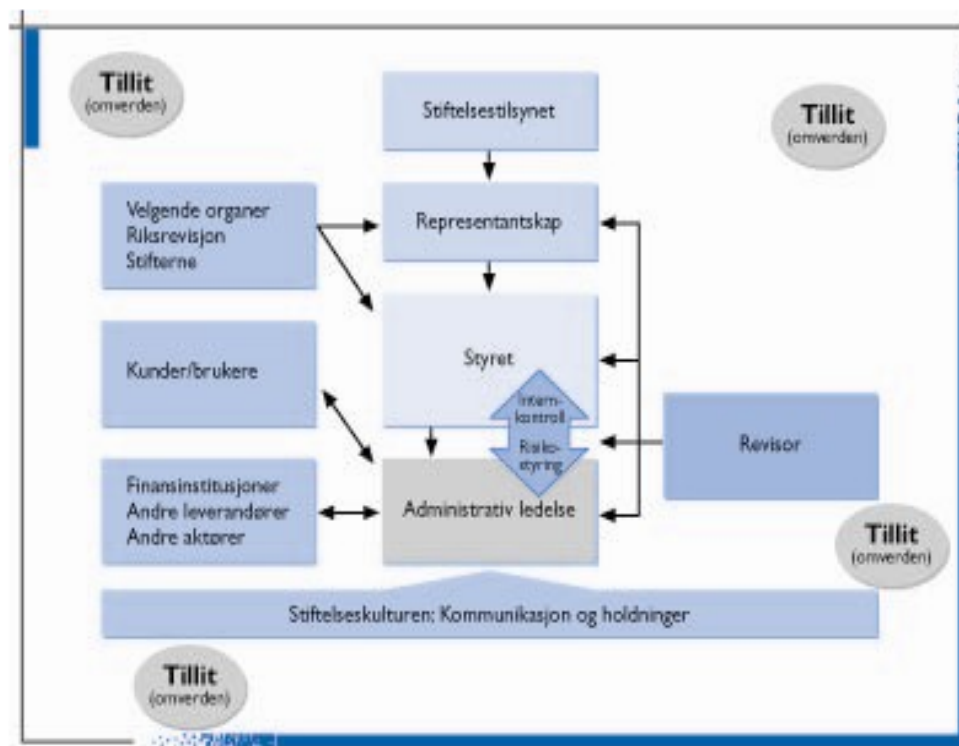 Tillit
(omverden)
Tillit
(omverden)
Stiftelsestilsynet
Velgende organer
Riksrevisjon
Stifterne
Representantskap
Kunder/brukere
Styret
Intern-
kontroll
Risiko-
styring
Revisor
Finansinstitusjoner
Andre leverandører
Andre aktører
Administrativ ledelse
Tillit
(omverden)
Stiftelseskulturen: Kommunikasjon og holdninger
Tillit
(omverden)